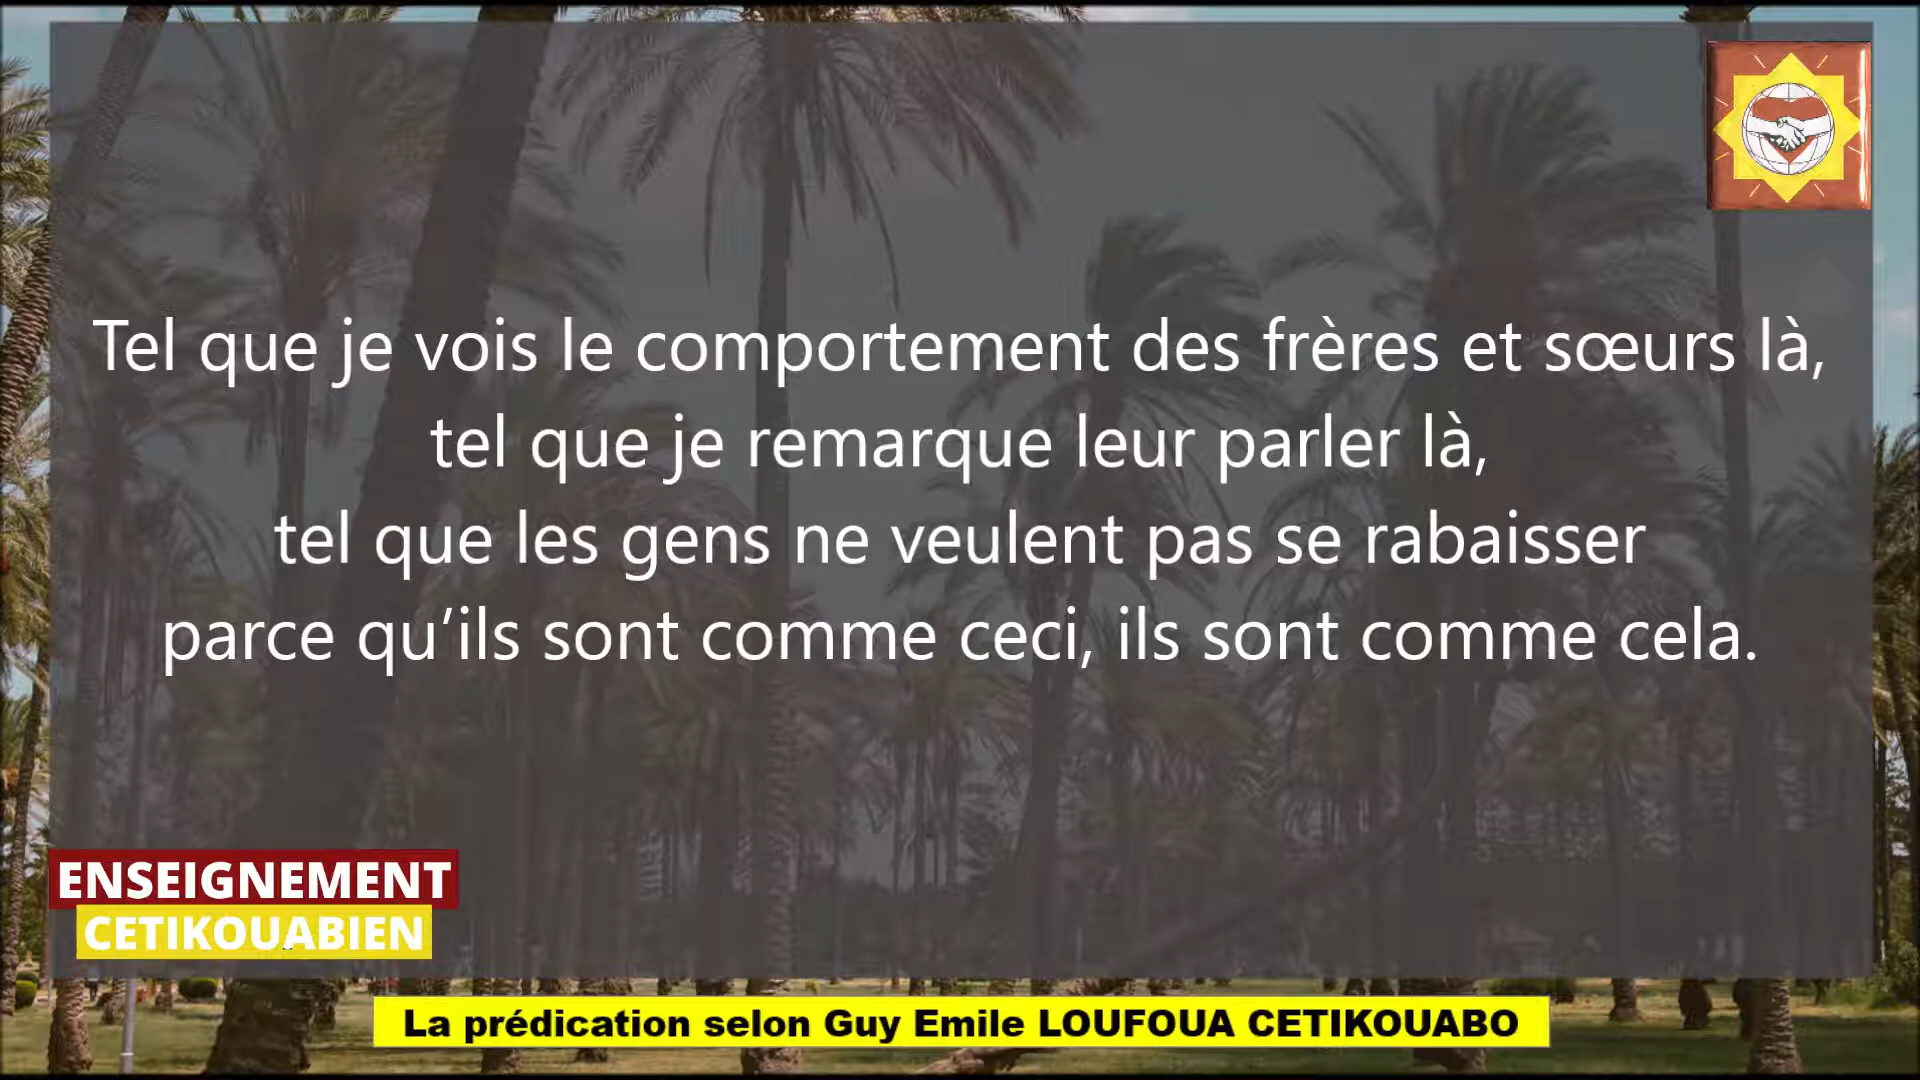 Tel que je vois le comportement des frères et sœurs là,
tel que je remarque leur parler là,
tel que les gens ne veulent pas se rabaisser
parce qu’ils sont comme ceci, ils sont comme cela.
ENSEIGNEMENT
CETIKOUABIEN
La prédication selon Guy Emile LOUFOUA CETIKOUABO